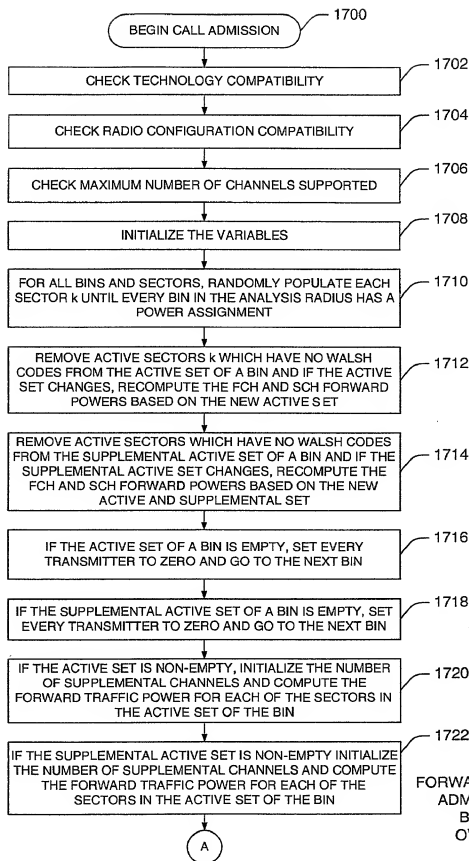 BEGIN CALL ADMISSION
1700
CHECK TECHNOLOGY COMPATIBILITY
1702
CHECK RADIO CONFIGURATION COMPATIBILITY
1704
CHECK MAXIMUM NUMBER OF CHANNELS SUPPORTED
1706
INITIALIZE THE VARIABLES
1708
FOR ALL BINS AND SECTORS, RANDOMLY POPULATE EACH
SECTOR k UNTIL EVERY BIN IN THE ANALYSIS RADIUS HAS A
POWER ASSIGNMENT
1710
REMOVE ACTIVE SECTORS k WHICH HAVE NO WALSH
CODES FROM THE ACTIVE SET OF A BIN AND IF THE ACTIVE
SET CHANGES, RECOMPUTE THE FCH AND SCH FORWARD
POWERS BASED ON THE NEW ACTIVE SET
1712
REMOVE ACTIVE SECTORS WHICH HAVE NO WALSH CODES
FROM THE SUPPLEMENTAL ACTIVE SET OF A BIN AND IF THE
SUPPLEMENTAL ACTIVE SET CHANGES, RECOMPUTE THE
FCH AND SCH FORWARD POWERS BASED ON THE NEW
ACTIVE AND SUPPLEMENTAL SET
1714
IF THE ACTIVE SET OF A BIN IS EMPTY, SET EVERY
TRANSMITTER TO ZERO AND GO TO THE NEXT BIN
1716
IF THE SUPPLEMENTAL ACTIVE SET OF A BIN IS EMPTY, SET
EVERY TRANSMITTER TO ZERO AND GO TO THE NEXT BIN
1718
IF THE ACTIVE SET IS NON-EMPTY, INITIALIZE THE NUMBER
OF SUPPLEMENTAL CHANNELS AND COMPUTE THE
FORWARD TRAFFIC POWER FOR EACH OF THE SECTORS IN
THE ACTIVE SET OF THE BIN
1720
IF THE SUPPLEMENTAL ACTIVE SET IS NON-EMPTY INITIALIZE
THE NUMBER OF SUPPLEMENTAL CHANNELS AND COMPUTE
THE FORWARD TRAFFIC POWER FOR EACH OF THE
SECTORS IN THE ACTIVE SET OF THE BIN
1722
A
FORWA
ADM
B
OV